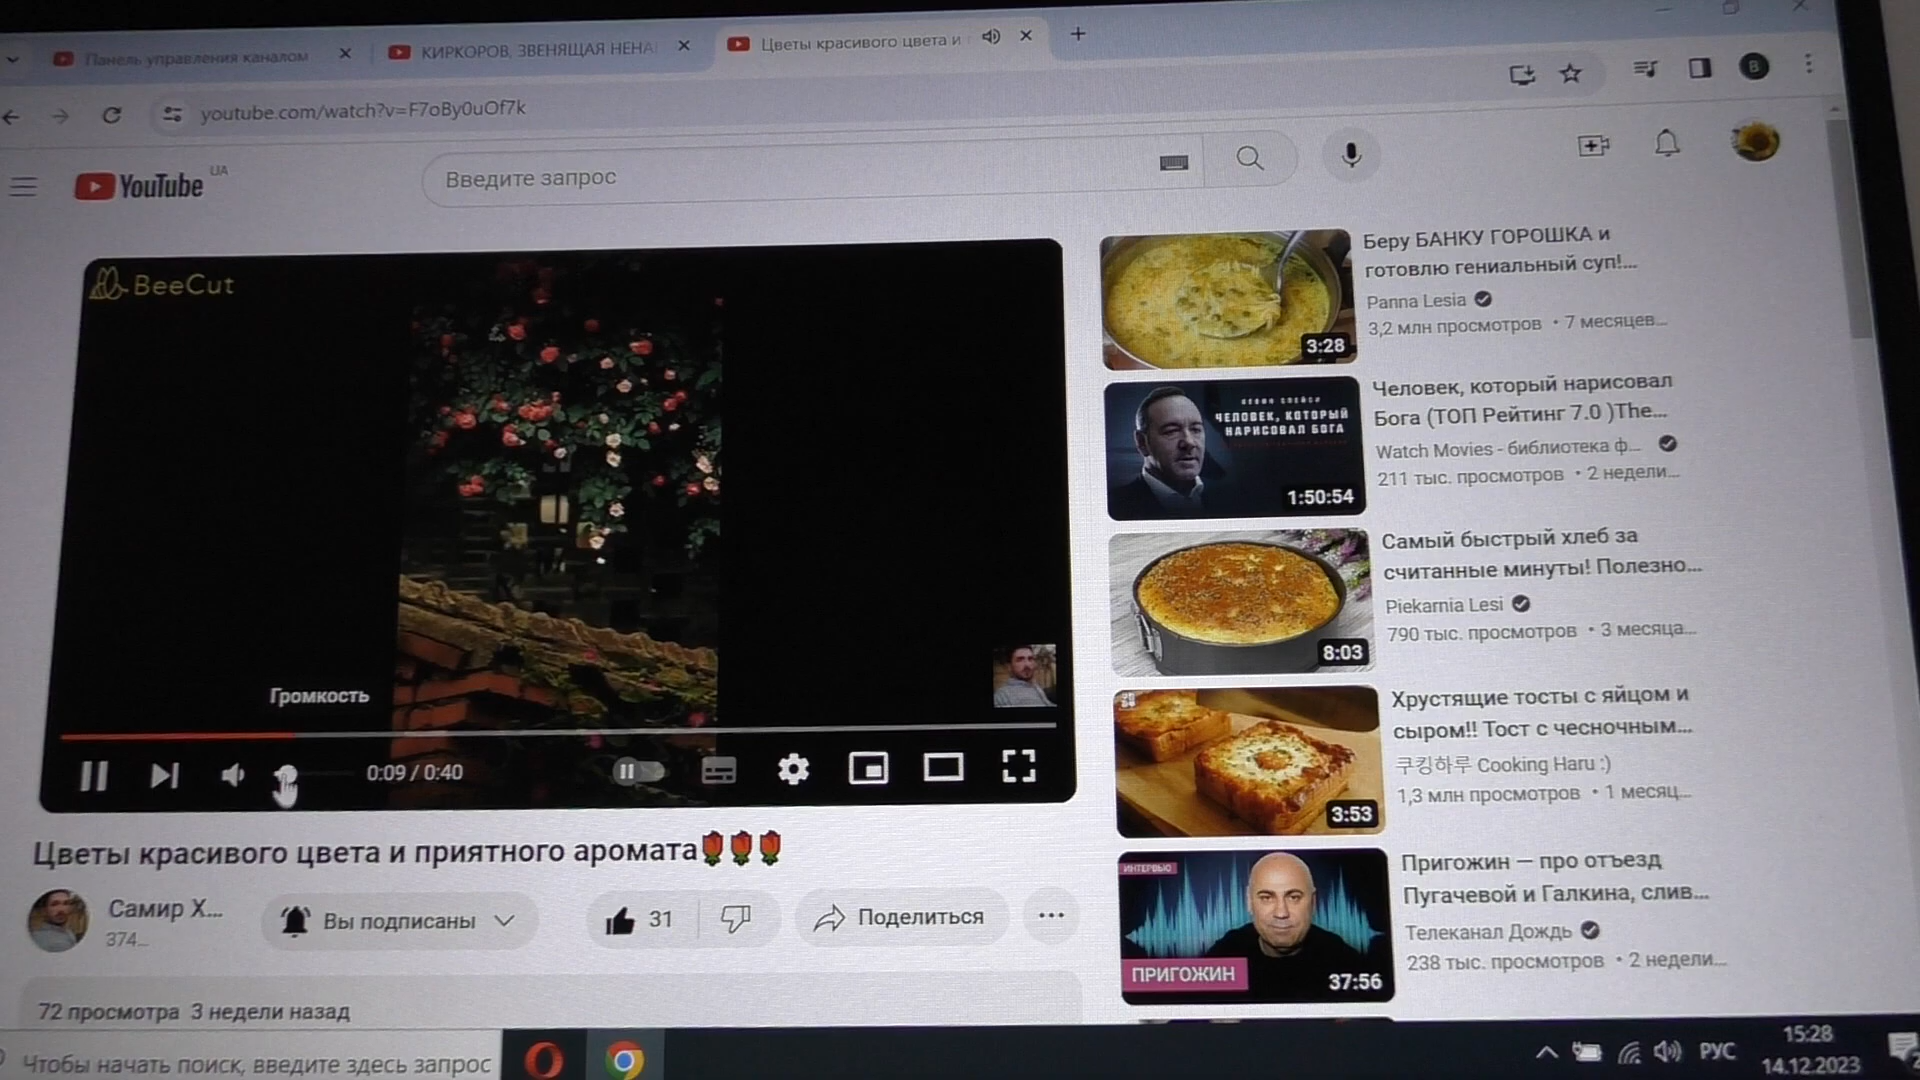 Панель управления каналом
КИРКОРОВ, ЗВЕНЯЩАЯ НЕНА
Цветы красивого цвета и
youtube.com/watch?v=F7oBy0uOf7k
B
YouTube UA
Введите запрос
BeeCut
Громкость
0:09 / 0:40
Цветы красивого цвета и приятного аромата
Самир Х...
374...
Вы подписаны
31
Поделиться
72 просмотра 3 недели назад
3:28
Беру БАНКУ ГОРОШКА и
готовлю гениальный суп!...
Panna Lesia
3,2 млн просмотров • 7 месяцев...
КЕВИН СПЕЙСИ
ЧЕЛОВЕК, КОТОРЫЙ
НАРИСОВАЛ БОГА
1:50:54
Человек, который нарисовал
Бога (ТОП Рейтинг 7.0 )The...
Watch Movies - библиотека ф...
211 тыс. просмотров • 2 недели...
8:03
Самый быстрый хлеб за
считанные минуты! Полезно...
Piekarnia Lesi
790 тыс. просмотров • 3 месяца...
3:53
Хрустящие тосты с яйцом и
сыром!! Тост с чесночным...
쿠킹하루 Cooking Haru :)
1,3 млн просмотров • 1 месяц...
ИНТЕРВЬЮ
ПРИГОЖИН
37:56
Пригожин — про отъезд
Пугачевой и Галкина, слив...
Телеканал Дождь
238 тыс. просмотров • 2 недели...
Чтобы начать поиск, введите здесь запрос
РУС
15:28
14.12.2023